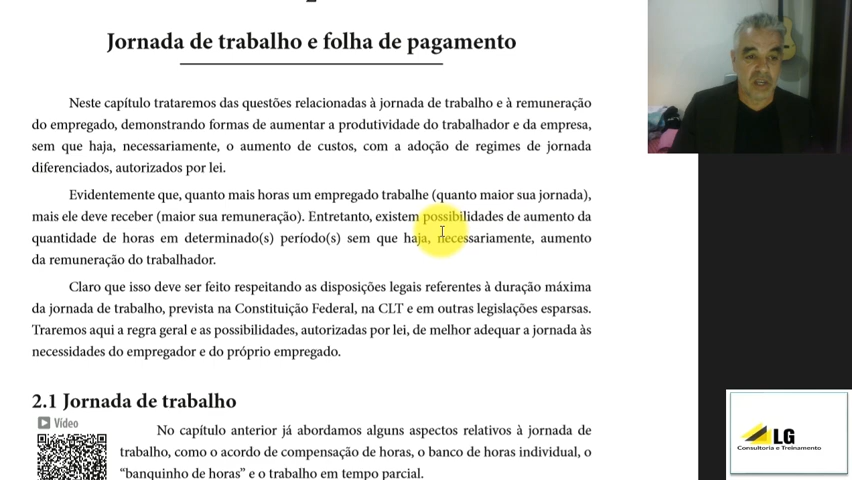 Jornada de trabalho e folha de pagamento
Neste capítulo trataremos das questões relacionadas à jornada de trabalho e à remuneração
do empregado, demonstrando formas de aumentar a produtividade do trabalhador e da empresa,
sem que haja, necessariamente, o aumento de custos, com a adoção de regimes de jornada
diferenciados, autorizados por lei.
Evidentemente que, quanto mais horas um empregado trabalhe (quanto maior sua jornada),
mais ele deve receber (maior sua remuneração). Entretanto, existem possibilidades de aumento da
quantidade de horas em determinado(s) período(s) sem que haja, necessariamente, aumento
da remuneração do trabalhador.
Claro que isso deve ser feito respeitando as disposições legais referentes à duração máxima
da jornada de trabalho, prevista na Constituição Federal, na CLT e em outras legislações esparsas.
Traremos aqui a regra geral e as possibilidades, autorizadas por lei, de melhor adequar a jornada às
necessidades do empregador e do próprio empregado.
2.1 Jornada de trabalho
Vídeo
No capítulo anterior já abordamos alguns aspectos relativos à jornada de
trabalho, como o acordo de compensação de horas, o banco de horas individual, o
“banquinho de horas” e o trabalho em tempo parcial.
LG
Consultoria e Treinamento